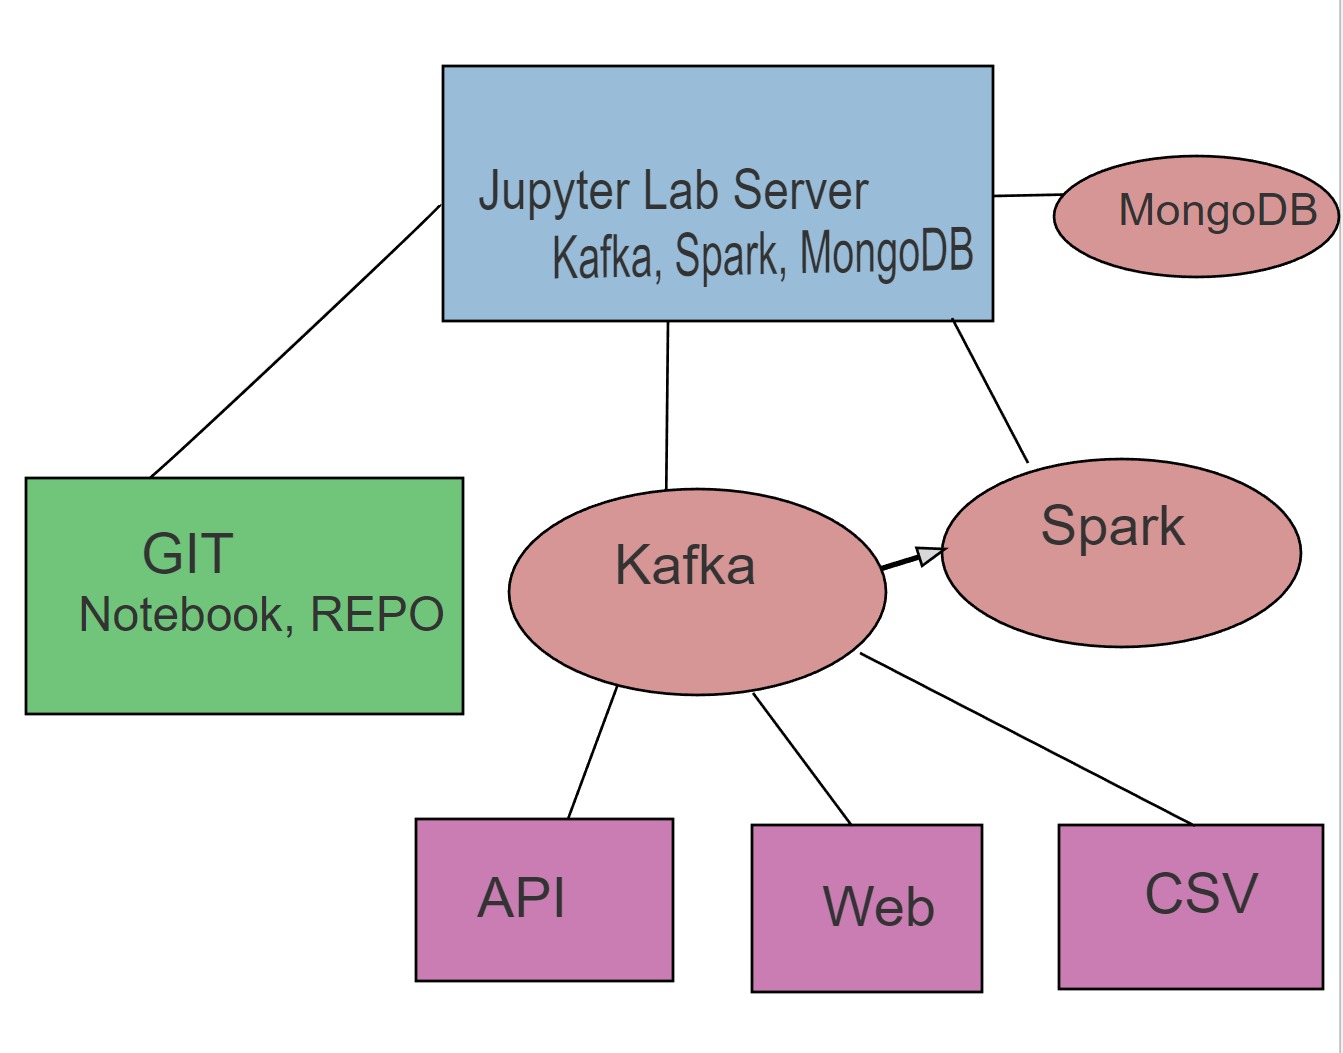 Jupyter Lab Server
Kafka, Spark, MongoDB
MongoDB
GIT
Notebook, REPO
Kafka
Spark
API
Web
CSV